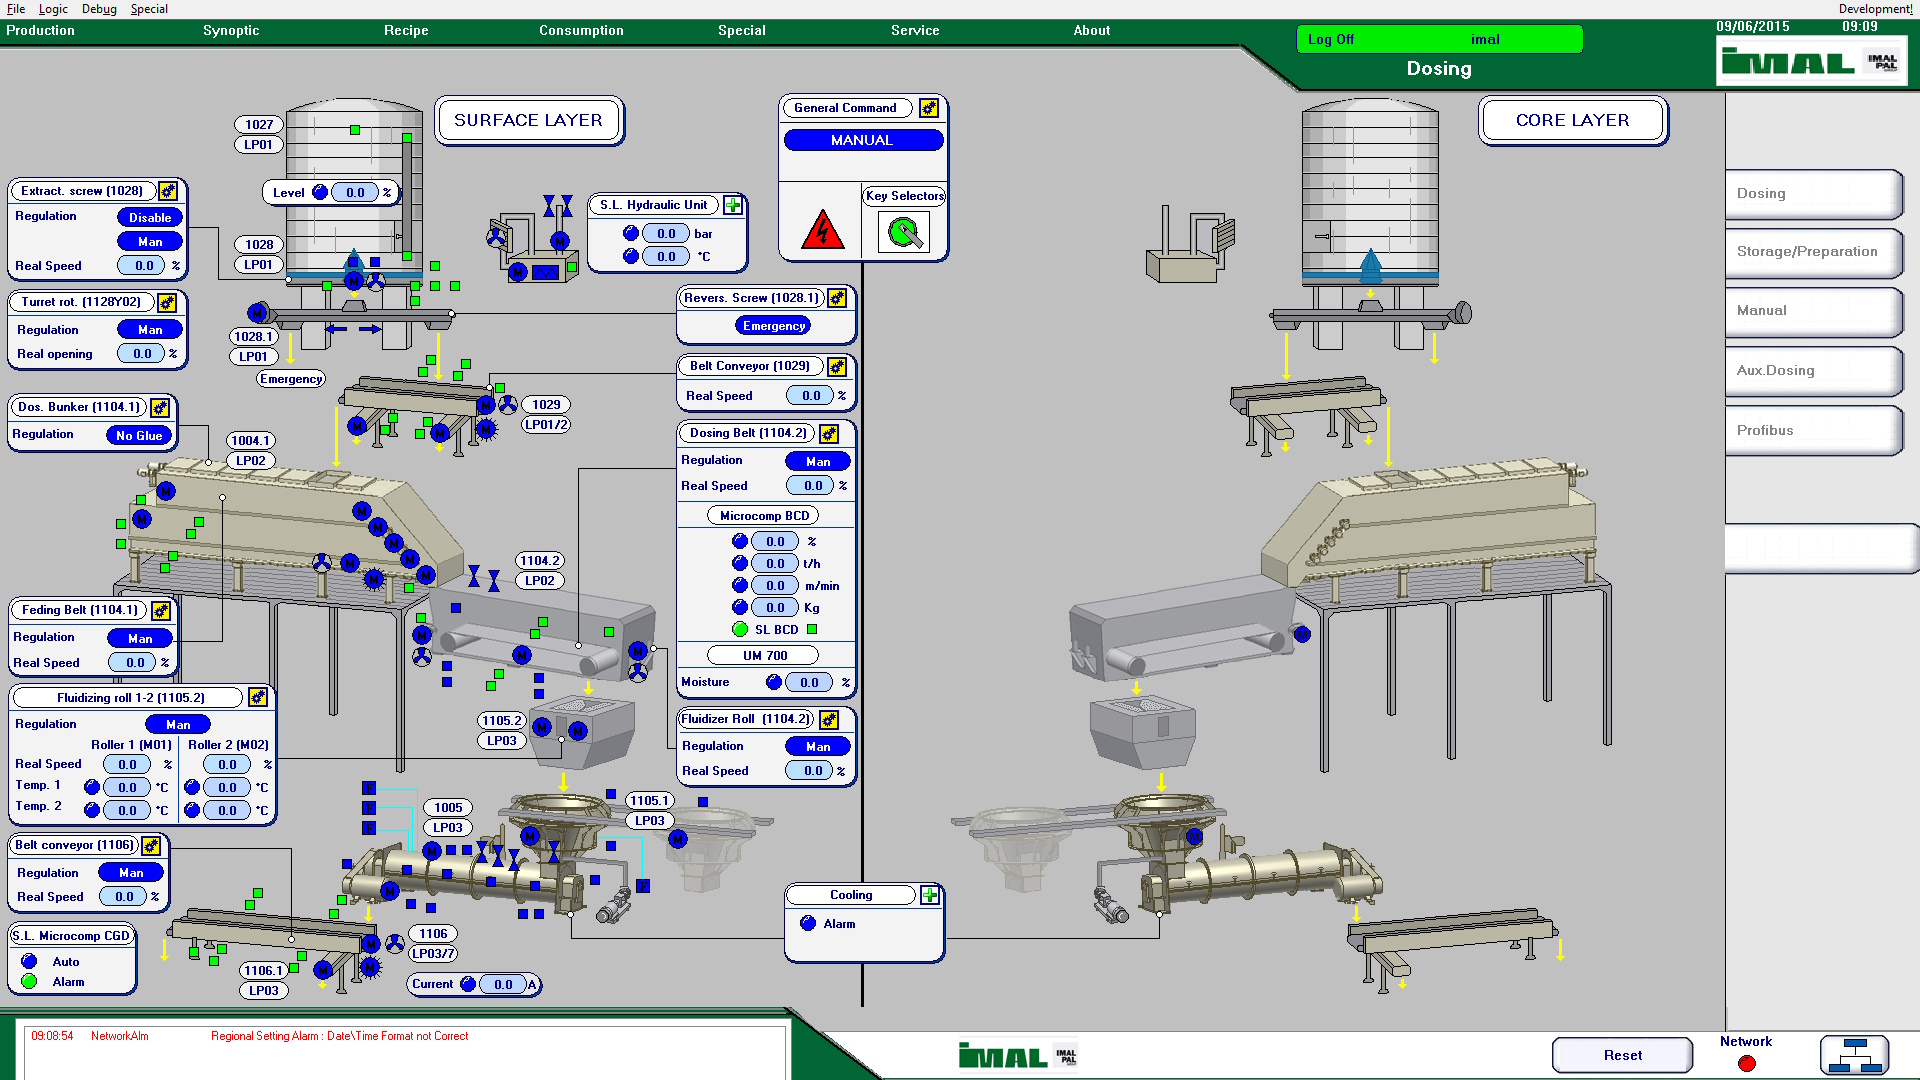 File Logic Debug Special Development!
Production Synoptic Recipe Consumption Special Service About
Log Off imal
09/06/2015 09:09
Dosing
IMAL
IMAL PAL
SURFACE LAYER
CORE LAYER
General Command
MANUAL
Key Selectors
1027
LP01
Level 0.0 %
1028
LP01
Extract. screw (1028)
Regulation Disable
Man
Real Speed 0.0 %
Turret rot. (1128Y02)
Regulation Man
Real opening 0.0 %
1028.1
LP01
Emergency
S.L. Hydraulic Unit
0.0 bar
0.0 °C
Revers. Screw (1028.1)
Emergency
Belt Conveyor (1029)
Real Speed 0.0 %
1029
LP01/2
Dos. Bunker (1104.1)
Regulation No Glue
1004.1
LP02
Dosing Belt (1104.2)
Regulation Man
Real Speed 0.0 %
Microcomp BCD
0.0 %
0.0 t/h
0.0 m/min
0.0 Kg
SL BCD
UM 700
Moisture 0.0 %
1104.2
LP02
Feding Belt (1104.1)
Regulation Man
Real Speed 0.0 %
Fluidizing roll 1-2 (1105.2)
Regulation Man
Roller 1 (M01) Roller 2 (M02)
Real Speed 0.0 % 0.0 %
Temp. 1 0.0 °C 0.0 °C
Temp. 2 0.0 °C 0.0 °C
1105.2
LP03
Fluidizer Roll (1104.2)
Regulation Man
Real Speed 0.0 %
1005
LP03
1105.1
LP03
Belt conveyor (1106)
Regulation Man
Real Speed 0.0 %
S.L. Microcomp CGD
Auto
Alarm
1106
LP03/7
1106.1
LP03
Current 0.0 A
Cooling
Alarm
Dosing
Storage/Preparation
Manual
Aux.Dosing
Profibus
09:08:54 NetworkAlm Regional Setting Alarm : Date\Time Format not Correct
IMAL
IMAL PAL
Reset
Network